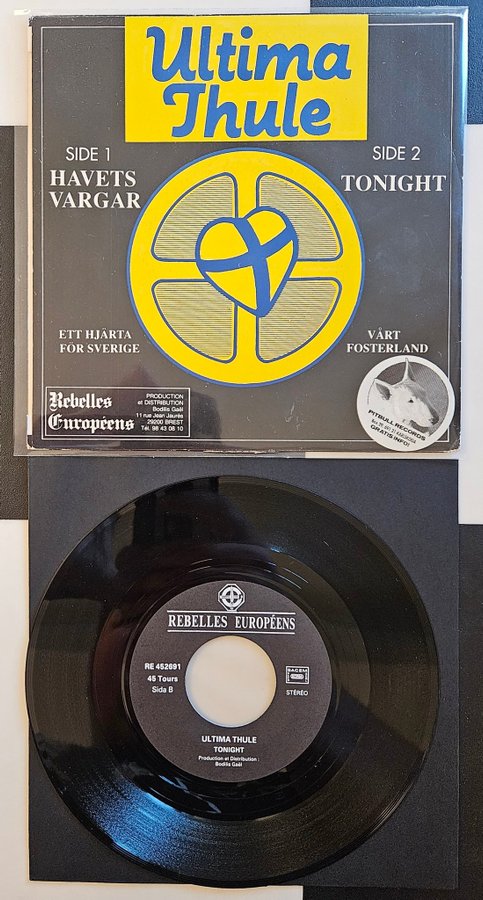 Ultima
Thule
SIDE 1
HAVETS
VARGAR
SIDE 2
TONIGHT
ETT HJÄRTA
FÖR SVERIGE
VÅRT
FOSTERLAND
Rebelles
Européens
PRODUCTION
et DISTRIBUTION
Bodilis Gaël
11 rue Jean Jaurès
29200 BREST
Tél. 98 43 08 10
PITBULL RECORDS
GRATIS INFO!
REBELLES EUROPÉENS
RE 452691
45 Tours
Sida B
SACEM
STÉRÉO
ULTIMA THULE
TONIGHT
Production et Distribution :
Bodilis Gaël